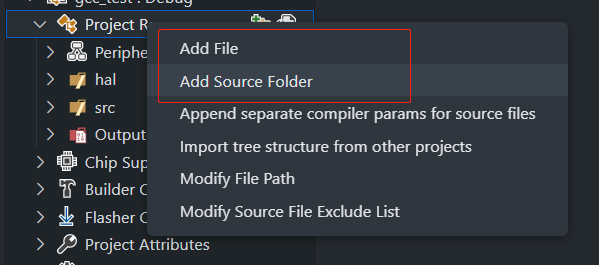 gcc_test : Debug
Project R
Add File
Periphe
Add Source Folder
hal
src
Append separate compiler params for source files
Output
Import tree structure from other projects
Chip Sup
Modify File Path
Builder C
Modify Source File Exclude List
Flasher C
Project Attributes